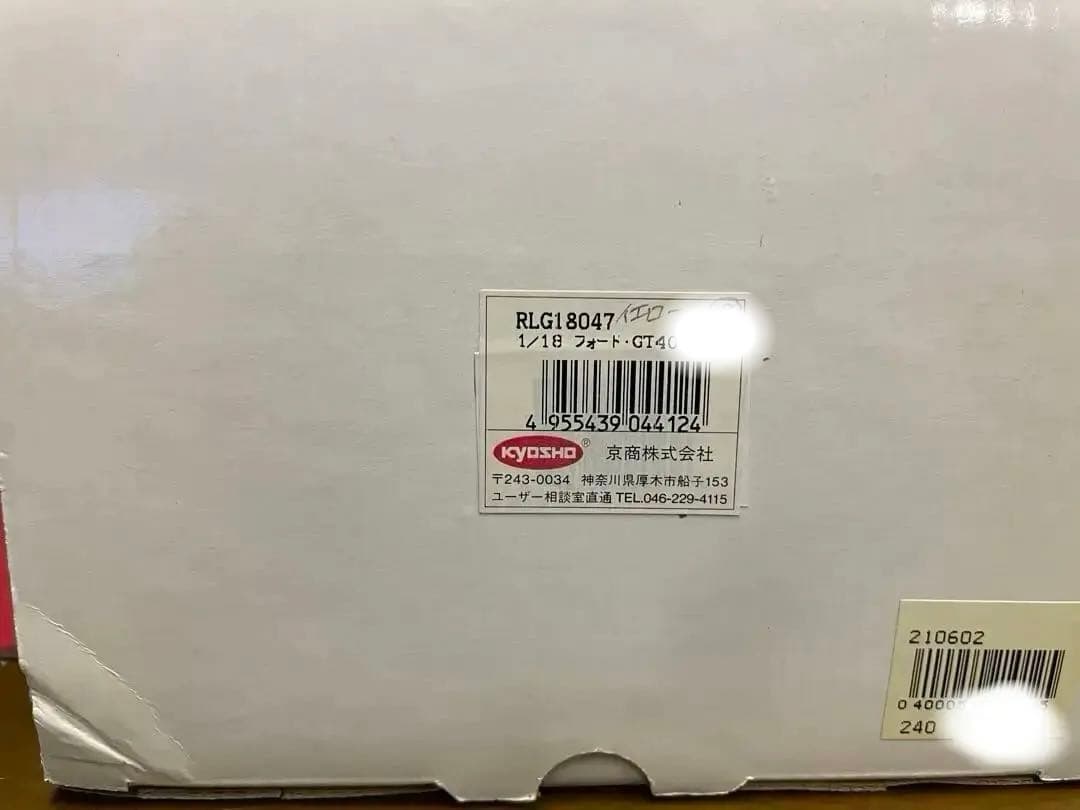 RLG18047 イエロー
1/18 フォード・GT40
4 955439 044124
KYOSHO® 京商株式会社
〒243-0034 神奈川県厚木市船子153
ユーザー相談室直通 TEL.046-229-4115
210602
0 4000
240